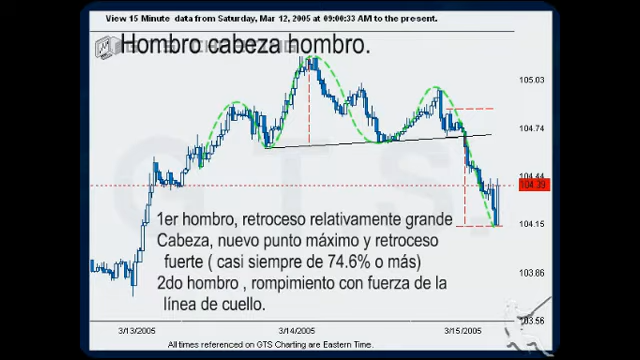 View 15 Minute data from Saturday, Mar 12, 2005 at 09:00:33 AM to the present.
Hombro cabeza hombro.
105.03
104.74
104.44
104.39
104.15
103.86
103.56
G.T.S.
1er hombro, retroceso relativamente grande
Cabeza, nuevo punto máximo y retroceso
fuerte ( casi siempre de 74.6% o más)
2do hombro , rompimiento con fuerza de la
línea de cuello.
3/13/2005
3/14/2005
3/15/2005
All times referenced on GTS Charting are Eastern Time.